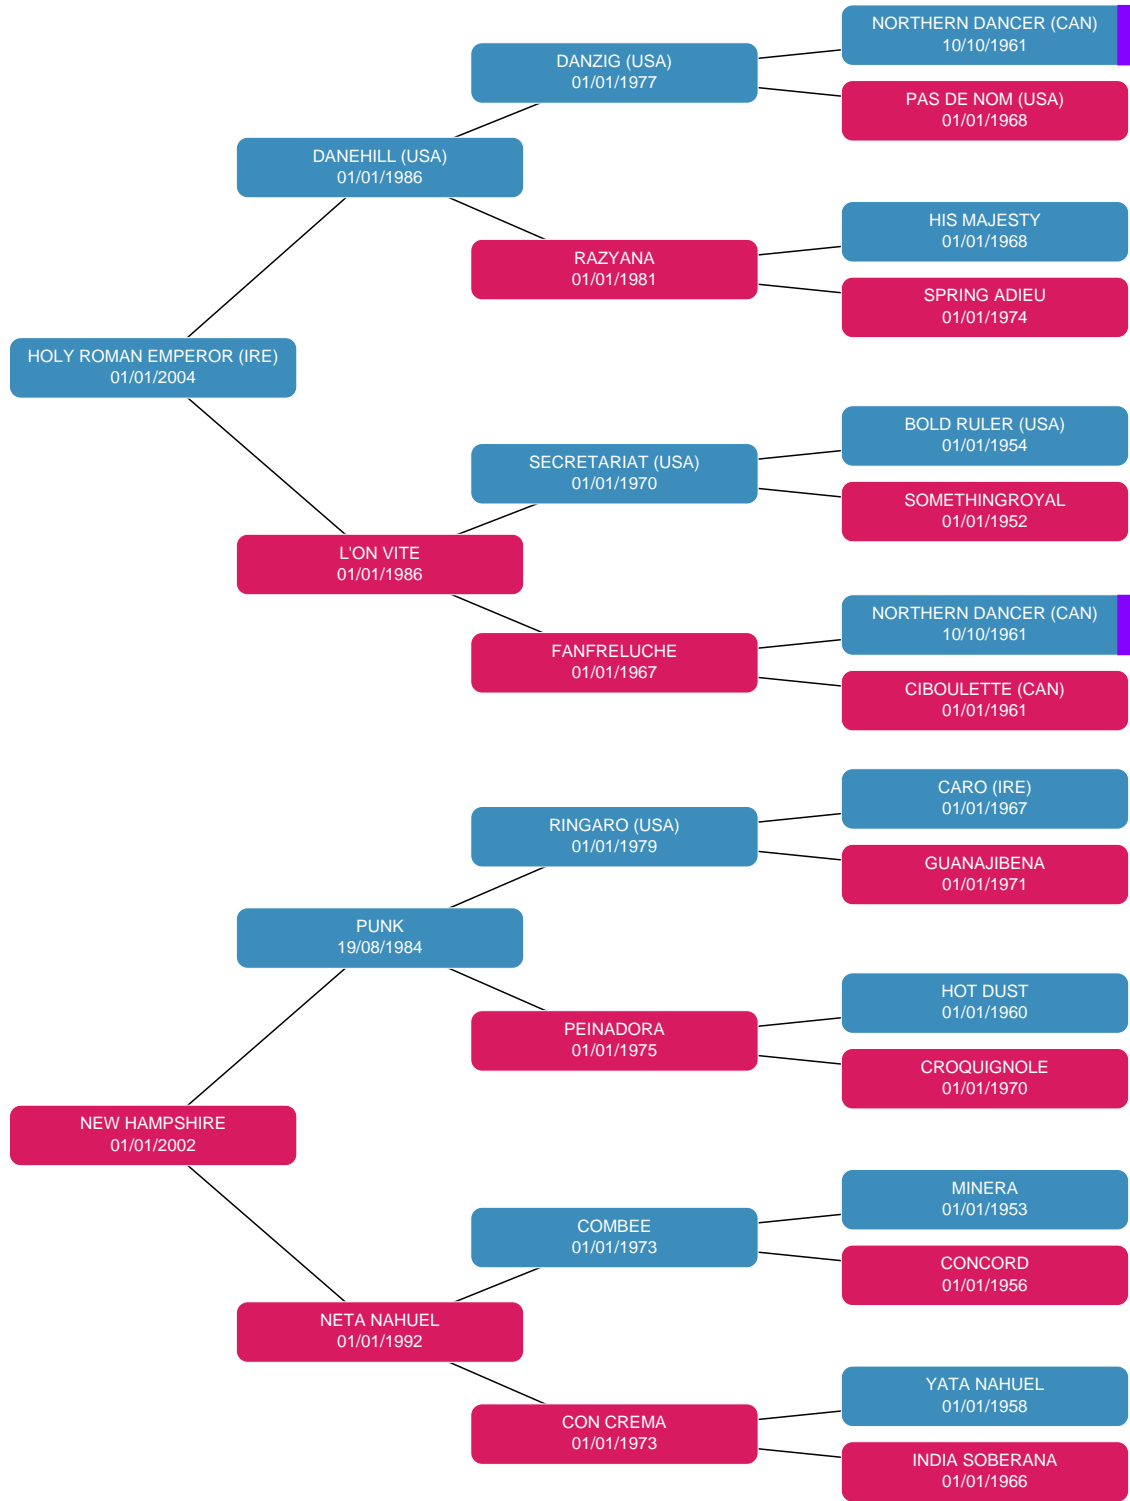 NORTHERN DANCER (CAN)
10/10/1961
DANZIG (USA)
01/01/1977
PAS DE NOM (USA)
01/01/1968
DANEHILL (USA)
01/01/1986
HIS MAJESTY
01/01/1968
RAZYANA
01/01/1981
SPRING ADIEU
01/01/1974
HOLY ROMAN EMPEROR (IRE)
01/01/2004
BOLD RULER (USA)
01/01/1954
SECRETARIAT (USA)
01/01/1970
SOMETHINGROYAL
01/01/1952
L'ON VITE
01/01/1986
NORTHERN DANCER (CAN)
10/10/1961
FANFRELUCHE
01/01/1967
CIBOULETTE (CAN)
01/01/1961
CARO (IRE)
01/01/1967
RINGARO (USA)
01/01/1979
GUANAJIBENA
01/01/1971
PUNK
19/08/1984
HOT DUST
01/01/1960
PEINADORA
01/01/1975
CROQUIGNOLE
01/01/1970
NEW HAMPSHIRE
01/01/2002
MINERA
01/01/1953
COMBEE
01/01/1973
CONCORD
01/01/1956
NETA NAHUEL
01/01/1992
YATA NAHUEL
01/01/1958
CON CREMA
01/01/1973
INDIA SOBERANA
01/01/1966